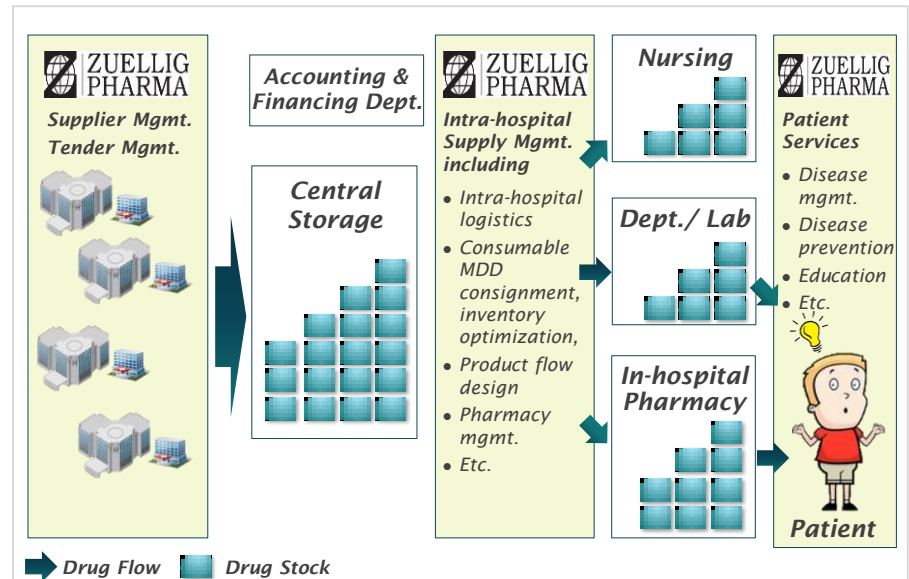 ZUELLIG
PHARMA
Supplier Mgmt.
Tender Mgmt.
Accounting &
Financing Dept.
Central
Storage
ZUELLIG
PHARMA
Intra-hospital
Supply Mgmt.
including
• Intra-hospital
logistics
• Consumable
MDD
consignment,
inventory
optimization,
• Product flow
design
• Pharmacy
mgmt.
• Etc.
Nursing
Dept./ Lab
In-hospital
Pharmacy
ZUELLIG
PHARMA
Patient
Services
• Disease
mgmt.
• Disease
prevention
• Education
• Etc.
Patient
Drug Flow
Drug Stock